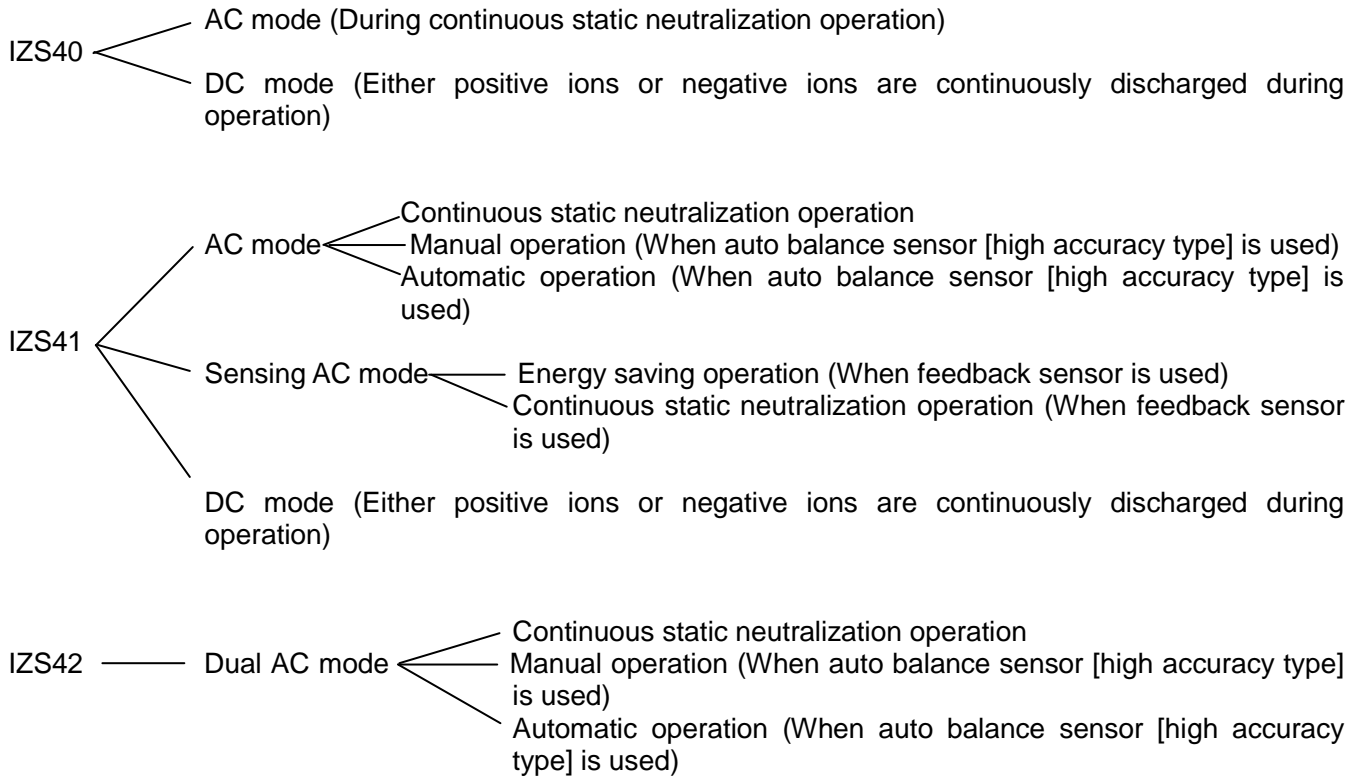 IZS40
AC mode (During continuous static neutralization operation)
DC mode (Either positive ions or negative ions are continuously discharged during
operation)
IZS41
AC mode
Continuous static neutralization operation
Manual operation (When auto balance sensor [high accuracy type] is used)
Automatic operation (When auto balance sensor [high accuracy type] is
used)
Sensing AC mode
Energy saving operation (When feedback sensor is used)
Continuous static neutralization operation (When feedback sensor
is used)
DC mode (Either positive ions or negative ions are continuously discharged during
operation)
IZS42
Dual AC mode
Continuous static neutralization operation
Manual operation (When auto balance sensor [high accuracy type]
is used)
Automatic operation (When auto balance sensor [high accuracy
type] is used)